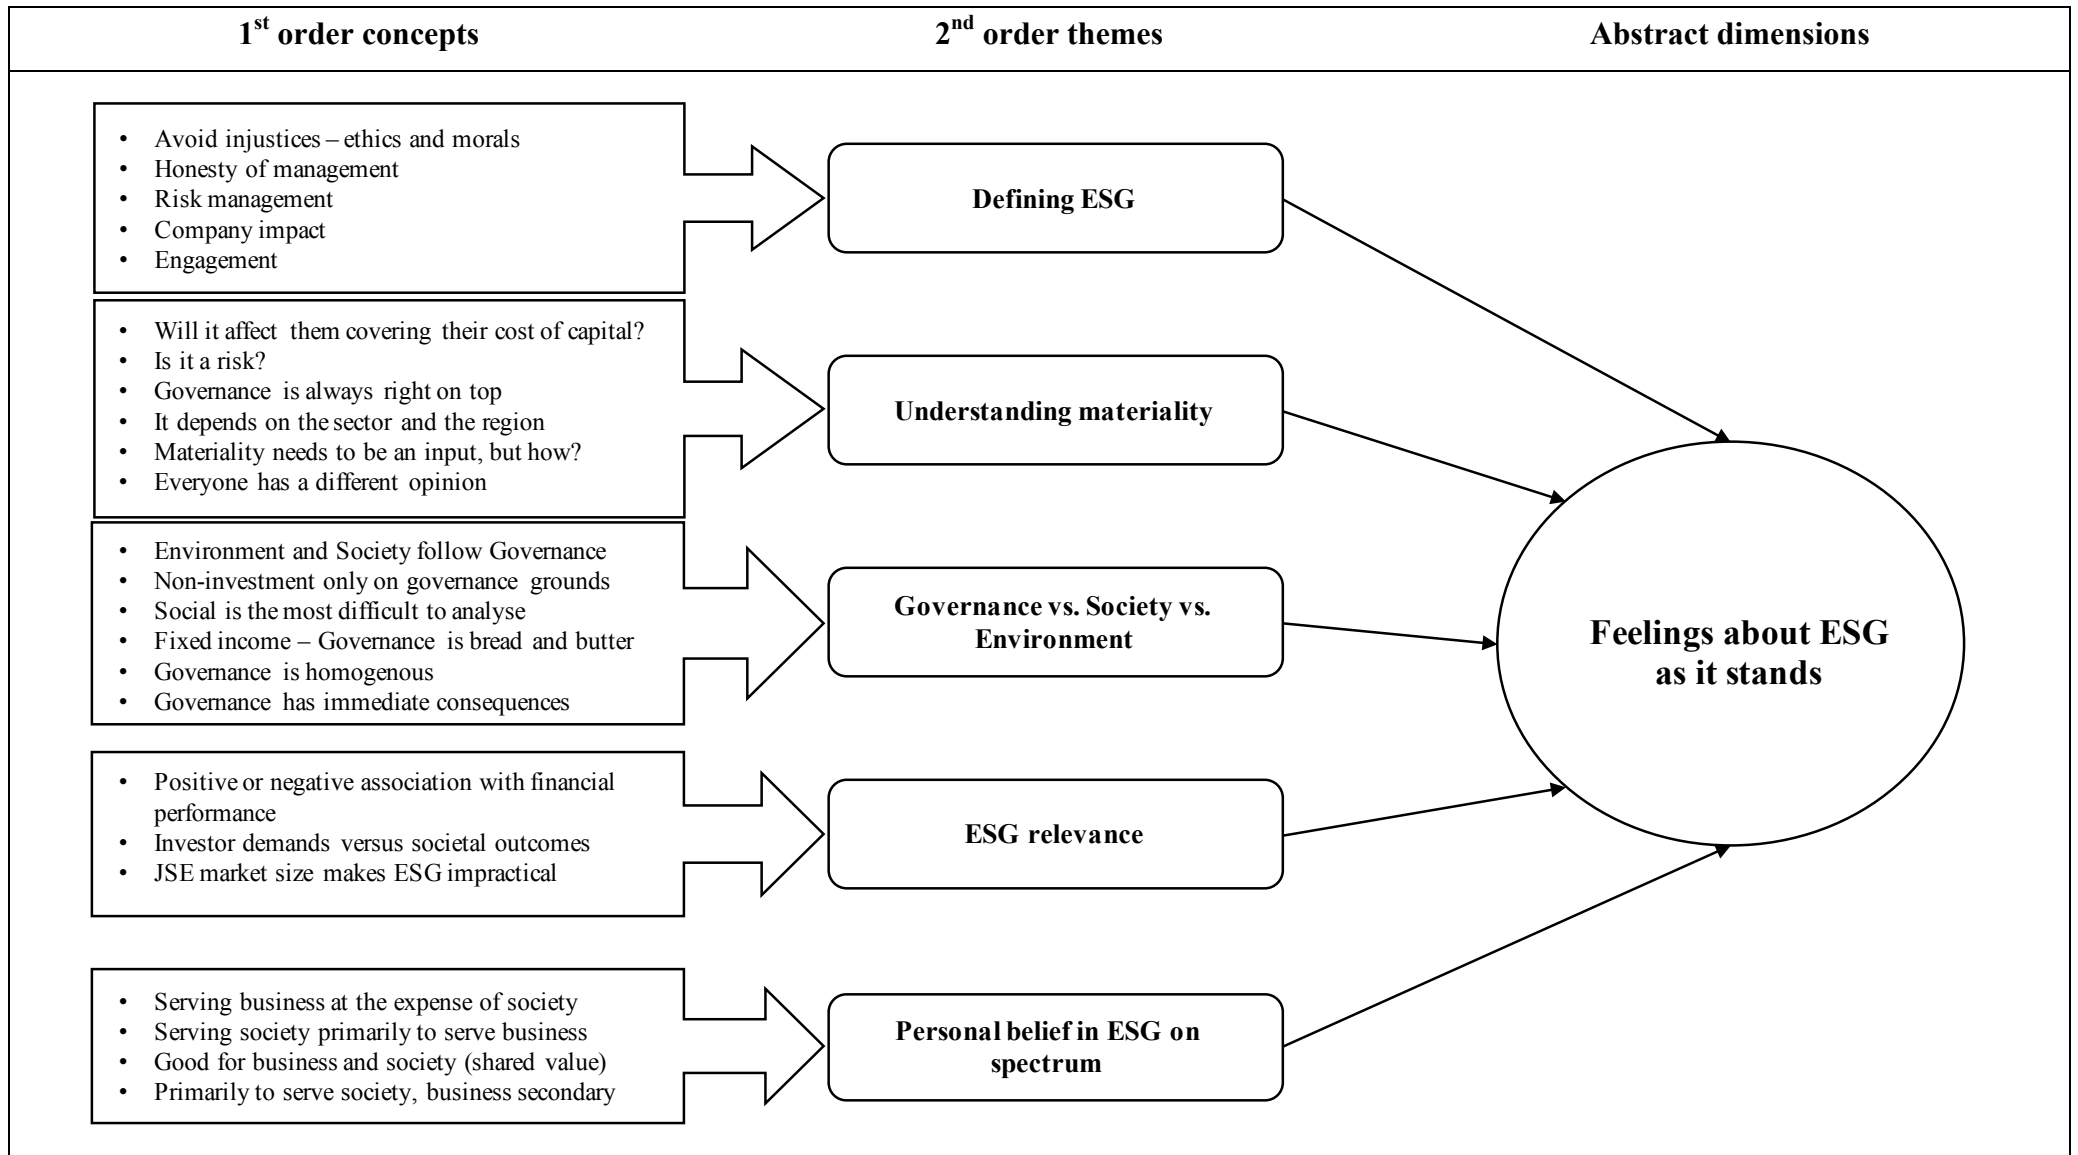 1st order concepts
2nd order themes
Abstract dimensions
• Avoid injustices – ethics and morals
• Honesty of management
• Risk management
• Company impact
• Engagement
Defining ESG
• Will it affect them covering their cost of capital?
• Is it a risk?
• Governance is always right on top
• It depends on the sector and the region
• Materiality needs to be an input, but how?
• Everyone has a different opinion
Understanding materiality
• Environment and Society follow Governance
• Non-investment only on governance grounds
• Social is the most difficult to analyse
• Fixed income – Governance is bread and butter
• Governance is homogenous
• Governance has immediate consequences
Governance vs. Society vs.
Environment
• Positive or negative association with financial
performance
• Investor demands versus societal outcomes
• JSE market size makes ESG impractical
ESG relevance
• Serving business at the expense of society
• Serving society primarily to serve business
• Good for business and society (shared value)
• Primarily to serve society, business secondary
Personal belief in ESG on
spectrum
Feelings about ESG
as it stands